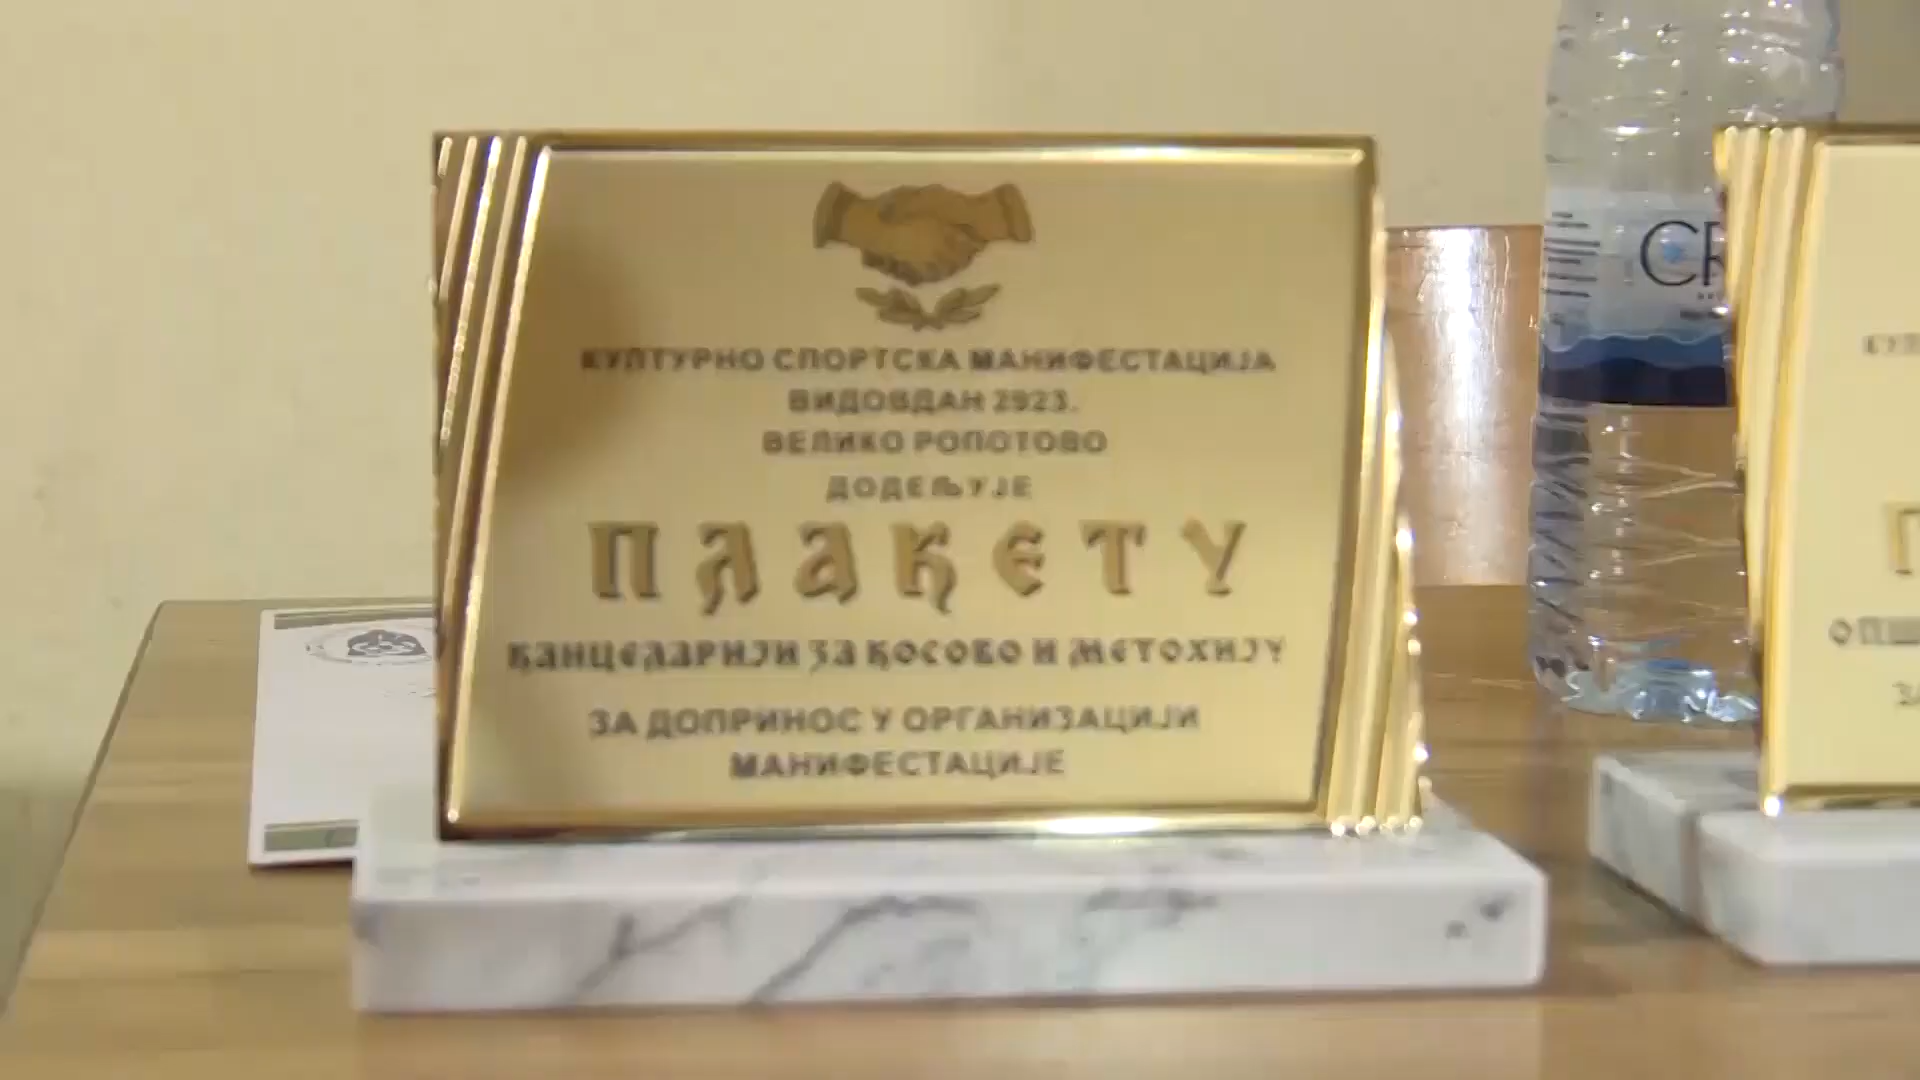 КУЛТУРНО СПОРТСКА МАНИФЕСТАЦИЈА
ВИДОВДАН 2023.
ВЕЛИКО РОПОТОВО
ДОДЕЉУЈЕ
ПЛАКЕТУ
КАНЦЕЛАРИЈИ ЗА КОСОВО И МЕТОХИЈУ
ЗА ДОПРИНОС У ОРГАНИЗАЦИЈИ
МАНИФЕСТАЦИЈЕ